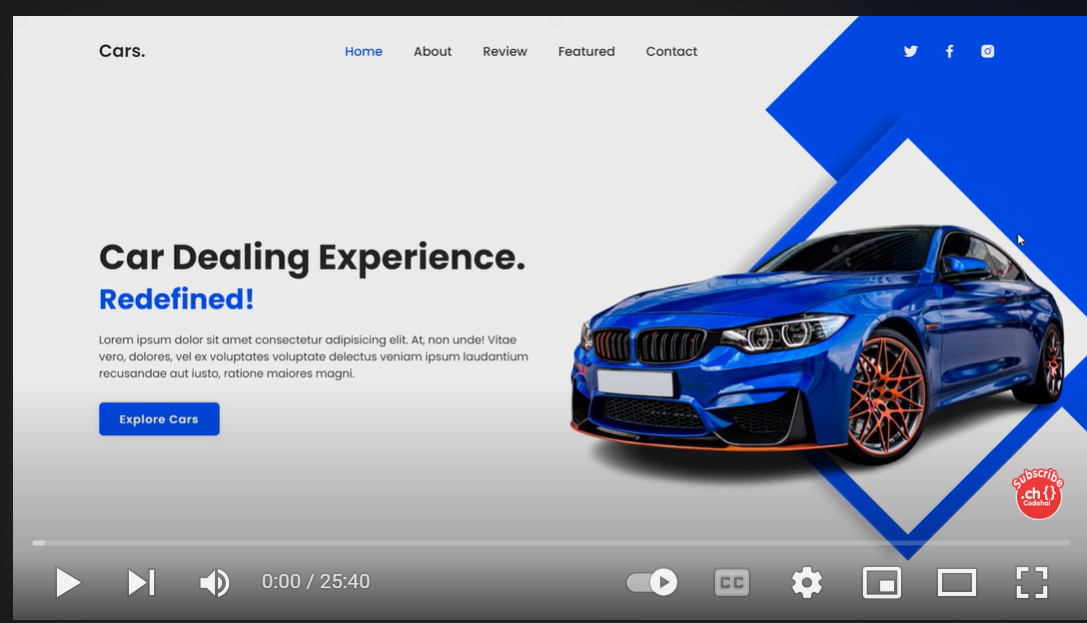 Cars.
Home About Review Featured Contact
Car Dealing Experience.
Redefined!
Lorem ipsum dolor sit amet consectetur adipisicing elit. At, non unde! Vitae
vero, dolores, vel ex voluptates voluptate delectus veniam ipsum laudantium
recusandae aut iusto, ratione maiores magni.
Explore Cars
Subscribe
.ch {}
Codehal
0:00 / 25:40
CC